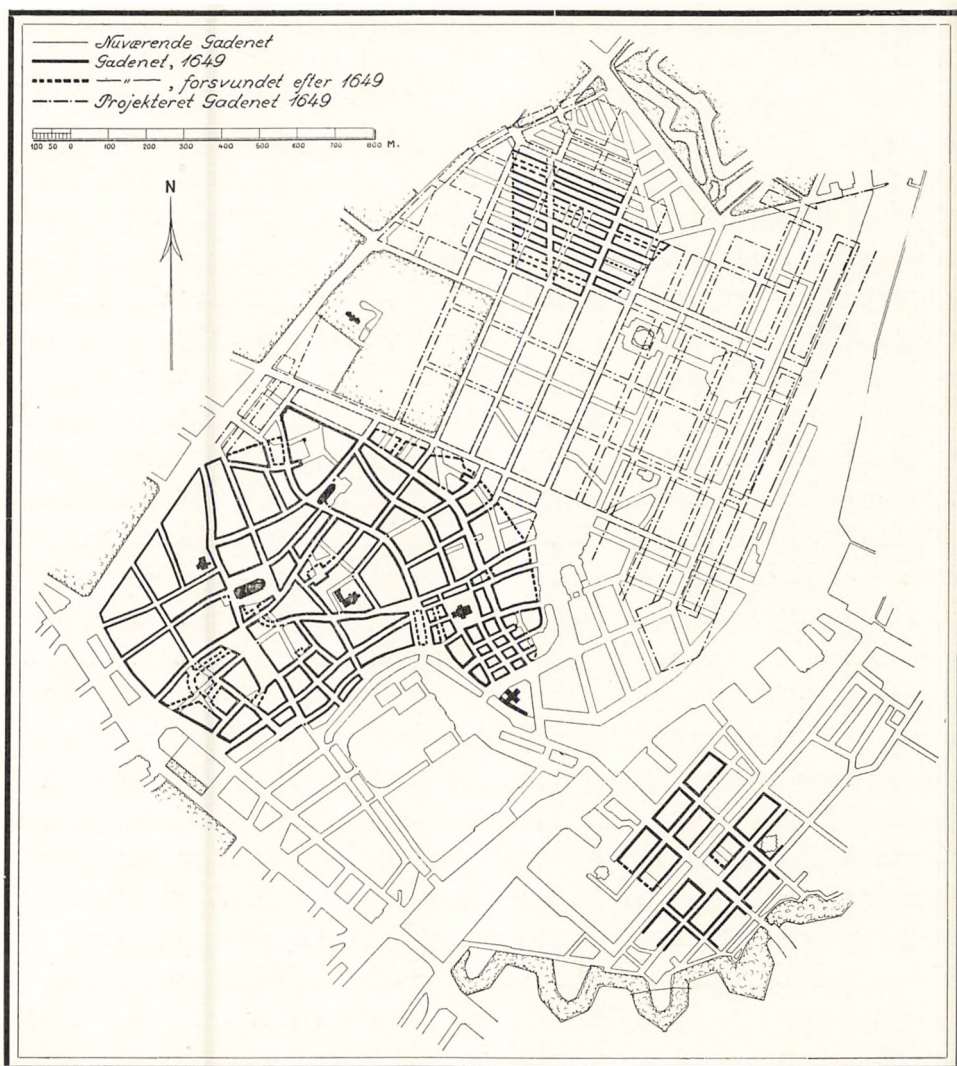 Nuværende Gadenet
Gadenet, 1649
—〃—, forsvundet efter 1649
Projekteret Gadenet 1649
100 50 0 100 200 300 400 500 600 700 800 M.
N